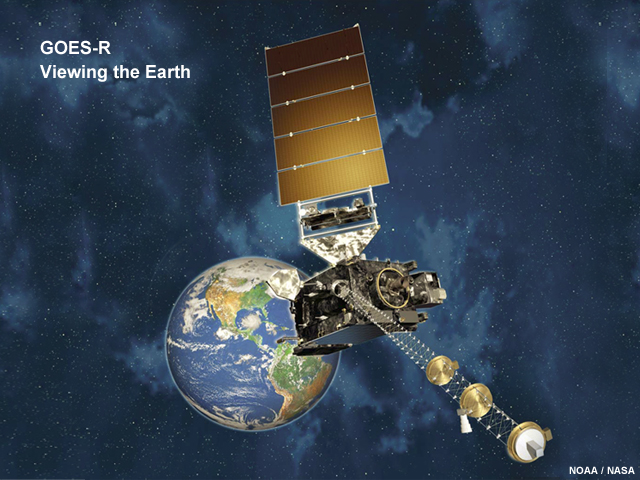 GOES-R
Viewing the Earth
NOAA / NASA